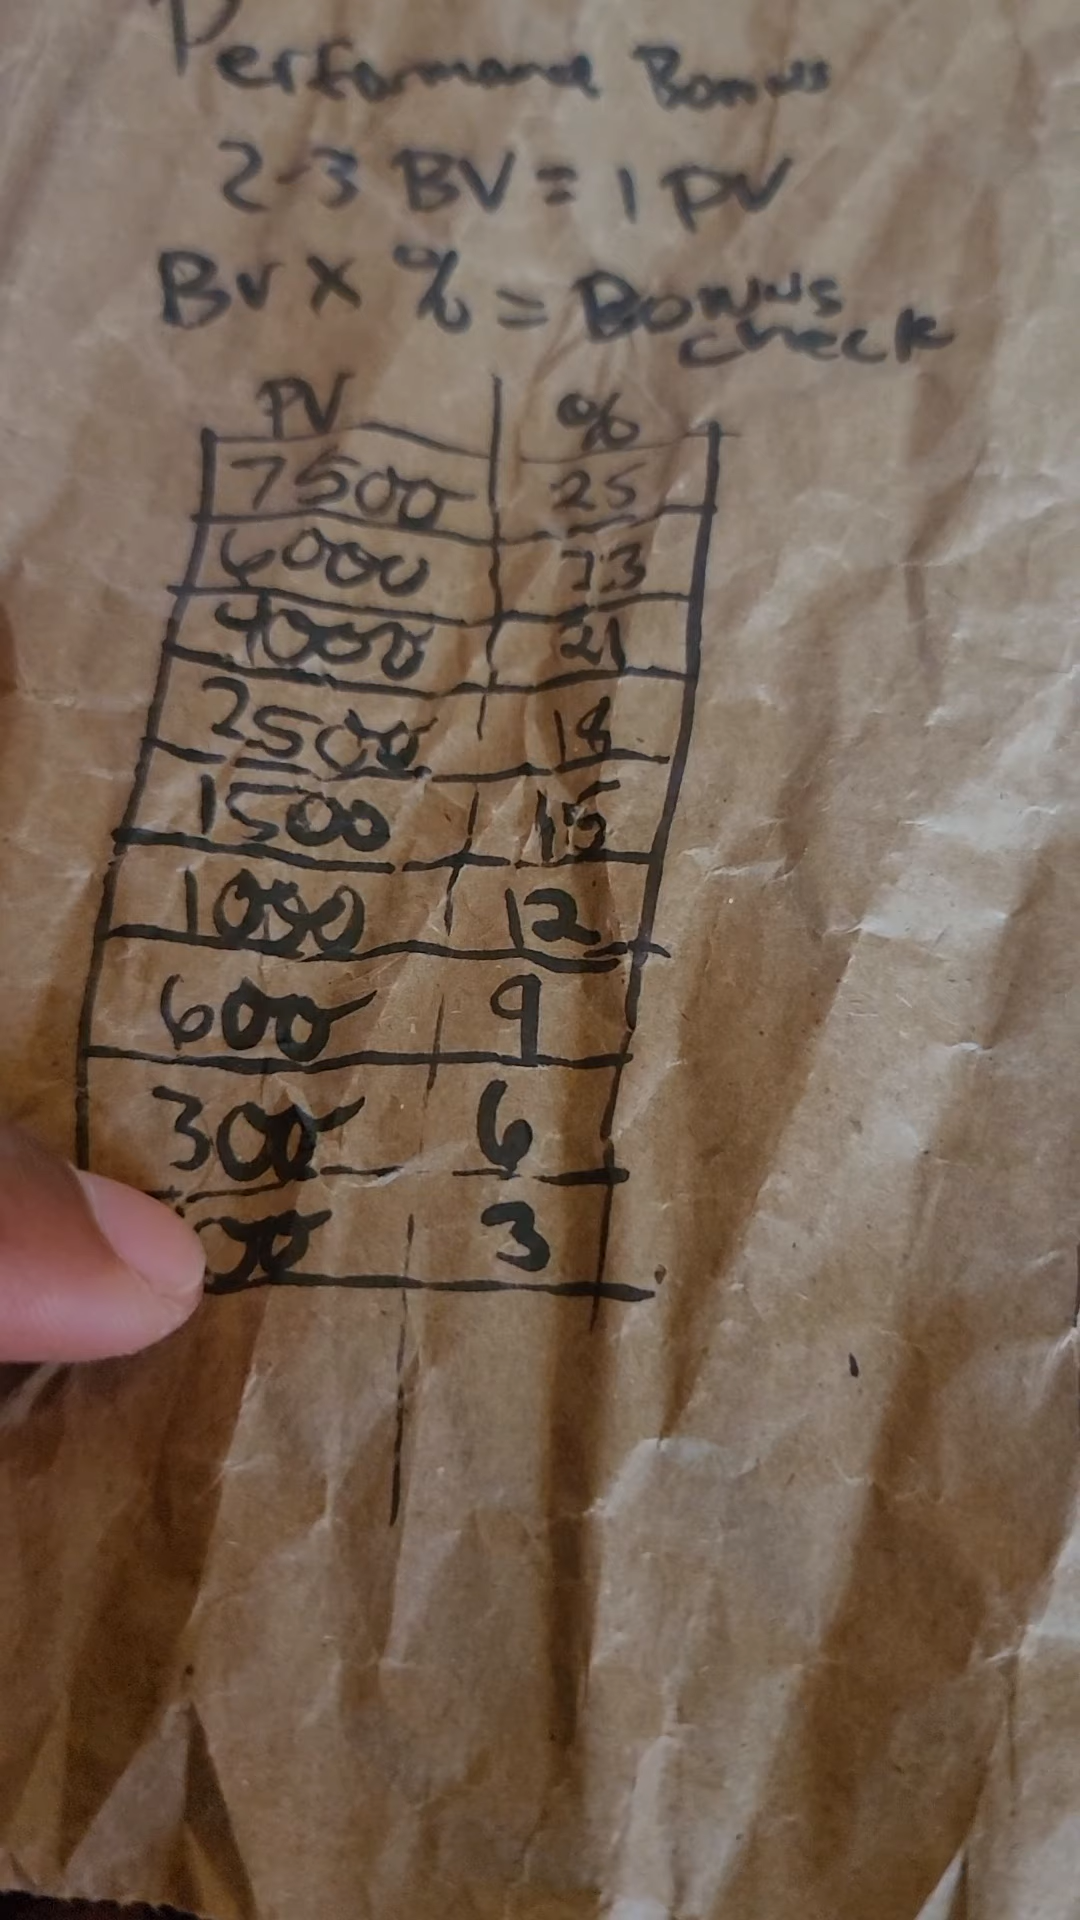 Performance Bonus
2-3 BV = 1 PV
BV X % = Bonus
check
PV %
7500 25
6000 23
4000 21
2500 18
1500 15
1000 12
600 9
300 6
00 3